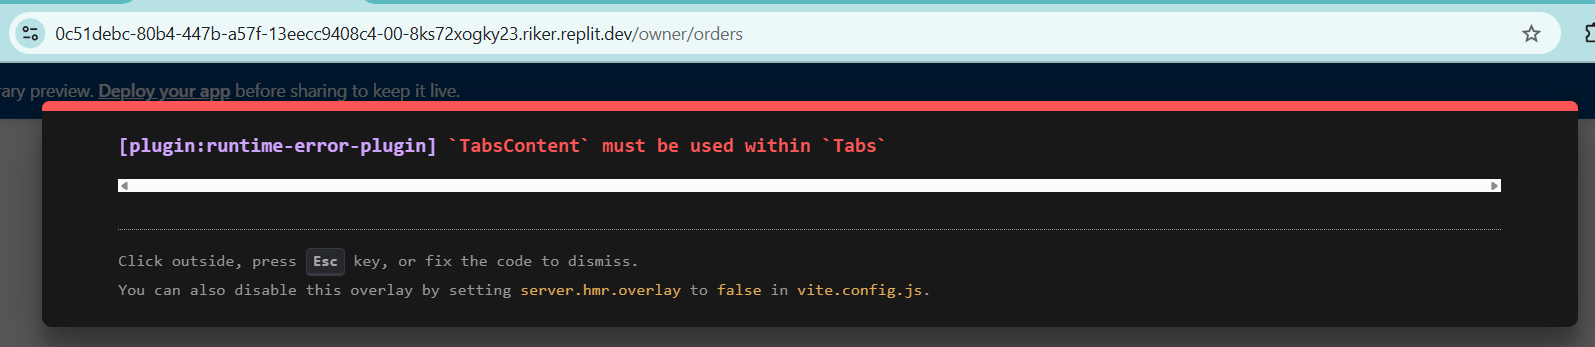 0c51debc-80b4-447b-a57f-13eecc9408c4-00-8ks72xogky23.riker.replit.dev/owner/orders
rary preview. Deploy your app before sharing to keep it live.
[plugin:runtime-error-plugin] `TabsContent` must be used within `Tabs`
Click outside, press Esc key, or fix the code to dismiss.
You can also disable this overlay by setting server.hmr.overlay to false in vite.config.js.